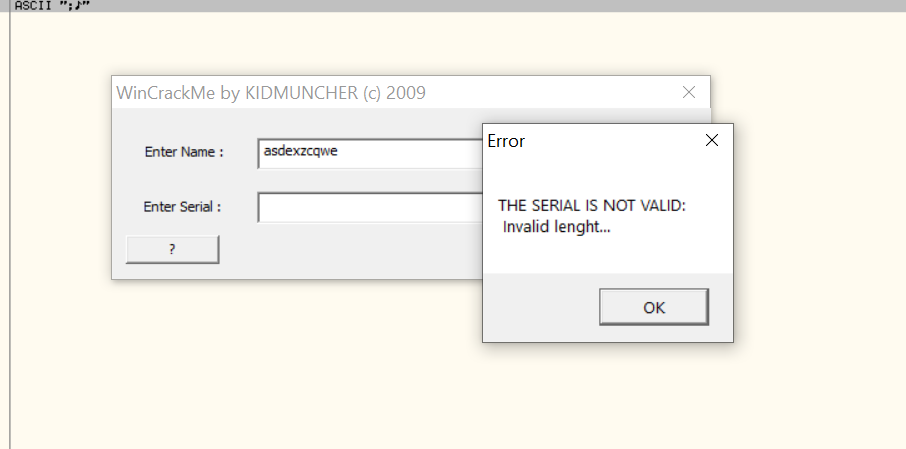 ASCII ";♪"
WinCrackMe by KIDMUNCHER (c) 2009
Enter Name :
asdexzcqwe
Enter Serial :
?
Error
THE SERIAL IS NOT VALID:
Invalid lenght...
OK